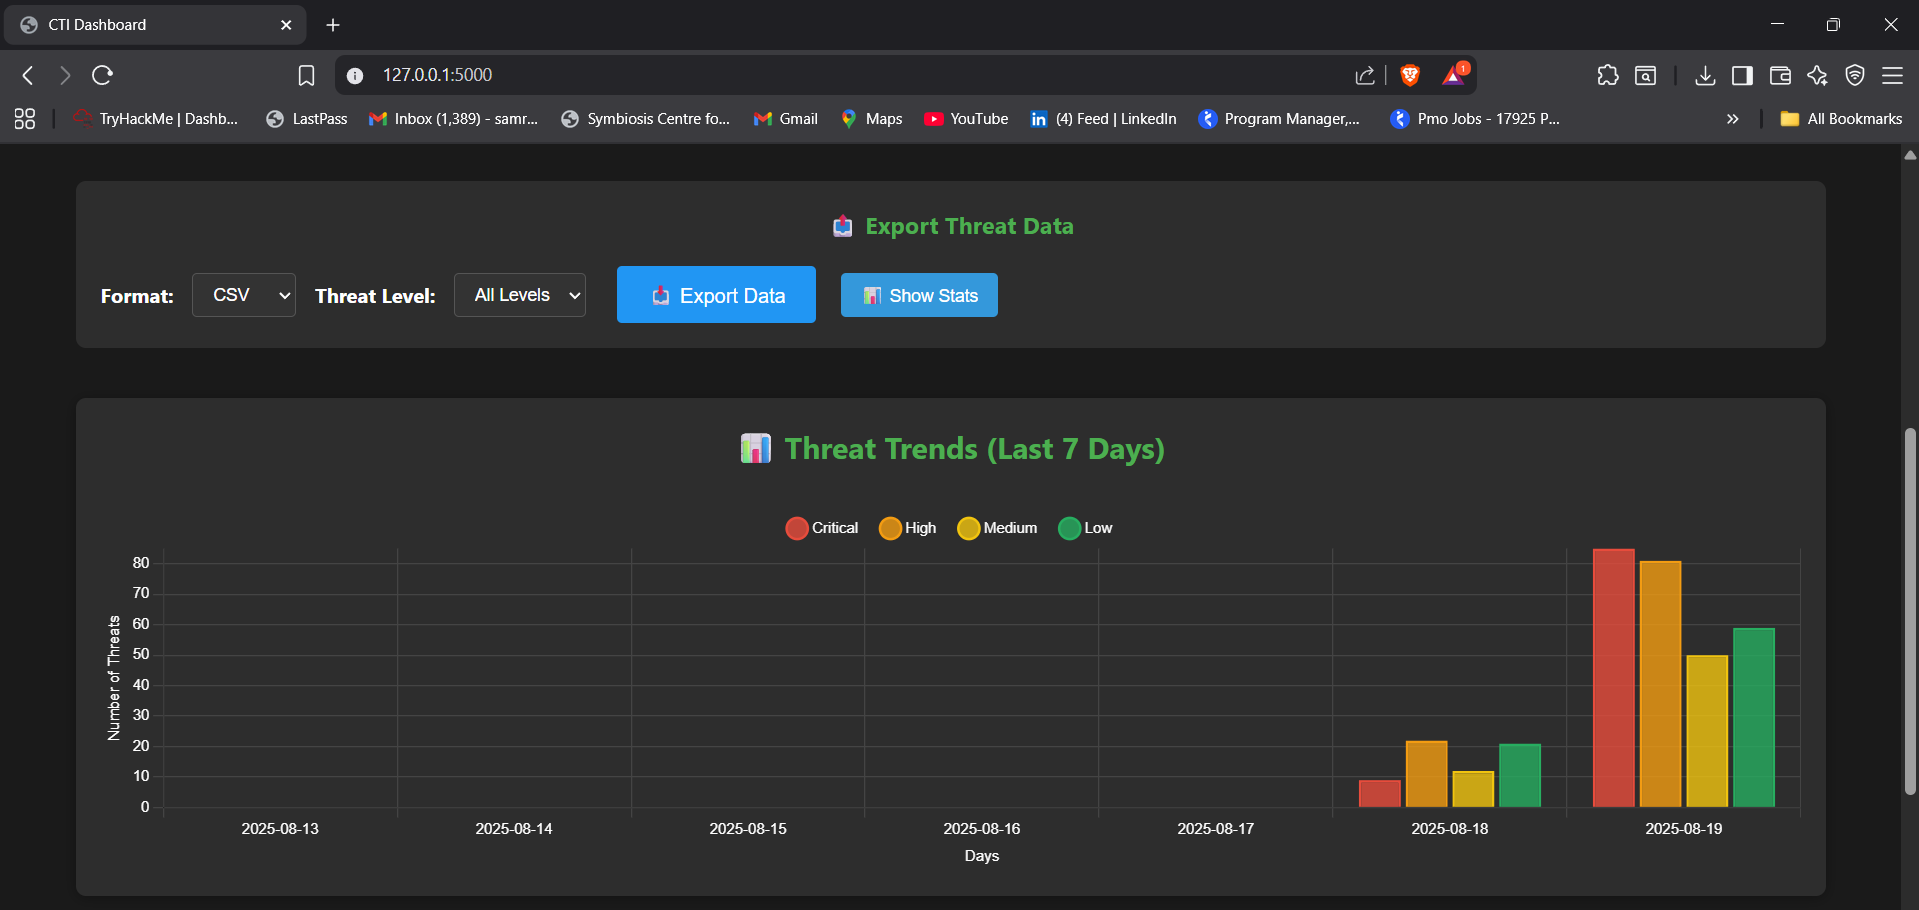 CTI Dashboard
127.0.0.1:5000
1
TryHackMe | Dashb...
LastPass
Inbox (1,389) - samr...
Symbiosis Centre fo...
Gmail
Maps
YouTube
(4) Feed | LinkedIn
Program Manager,...
Pmo Jobs - 17925 P...
All Bookmarks
Export Threat Data
Format:
CSV
Threat Level:
All Levels
Export Data
Show Stats
Threat Trends (Last 7 Days)
Critical
High
Medium
Low
Number of Threats
80
70
60
50
40
30
20
10
0
2025-08-13
2025-08-14
2025-08-15
2025-08-16
2025-08-17
2025-08-18
2025-08-19
Days